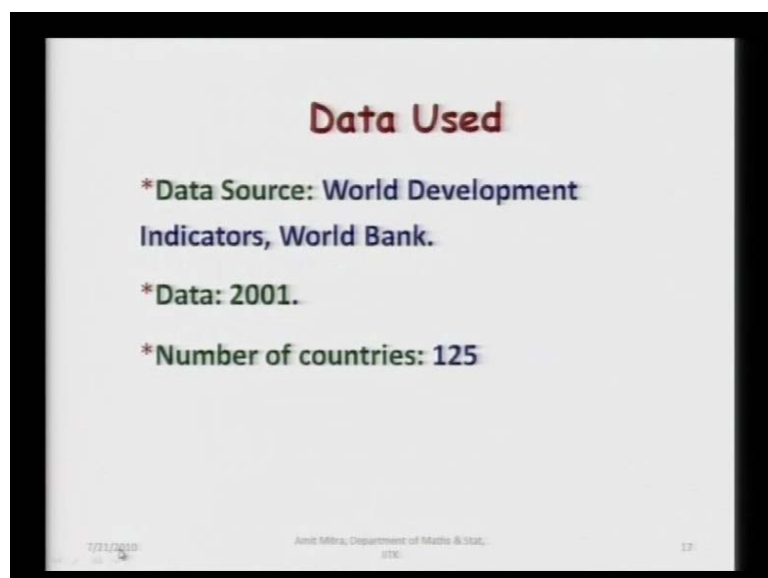 Data Used
*Data Source: World Development
Indicators, World Bank.
*Data: 2001.
*Number of countries: 125
7/21/2010
Amit Mitra, Department of Maths & Stat,
IITK
17